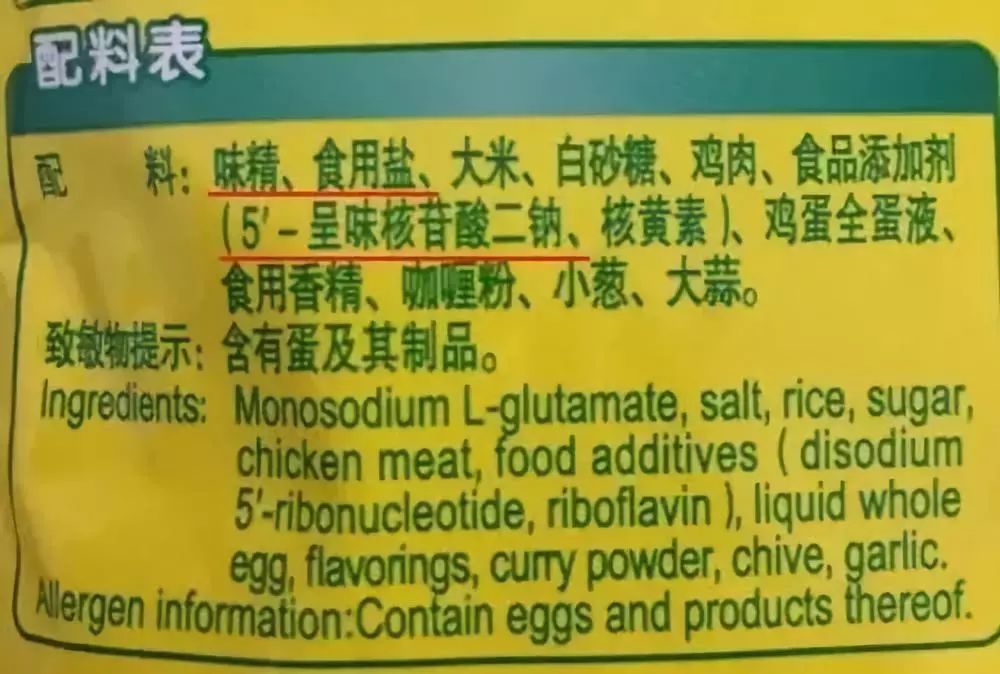 配料表
配 料：味精、食用盐、大米、白砂糖、鸡肉、食品添加剂
（5′-呈味核苷酸二钠、核黄素）、鸡蛋全蛋液、
食用香精、咖喱粉、小葱、大蒜。
致敏物提示：含有蛋及其制品。
Ingredients: Monosodium L-glutamate, salt, rice, sugar,
chicken meat, food additives ( disodium
5′-ribonucleotide, riboflavin ), liquid whole
egg, flavorings, curry powder, chive, garlic.
Allergen information:Contain eggs and products thereof.